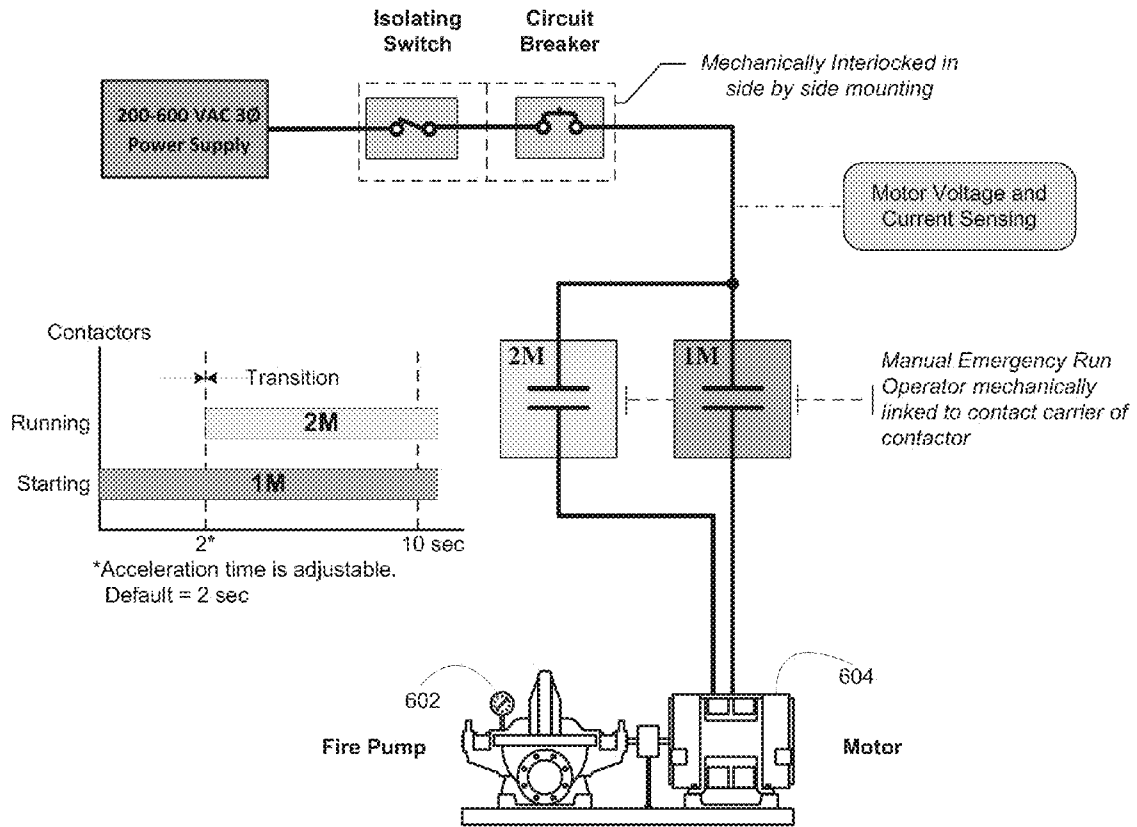 Isolating
Switch
Circuit
Breaker
Mechanically Interlocked in
side by side mounting
200-600 VAC 3Ø
Power Supply
Motor Voltage and
Current Sensing
Contactors
Transition
Running
2M
Starting
1M
2*
10 sec
*Acceleration time is adjustable.
Default = 2 sec
2M
1M
Manual Emergency Run
Operator mechanically
linked to contact carrier of
contactor
602
604
Fire Pump
Motor